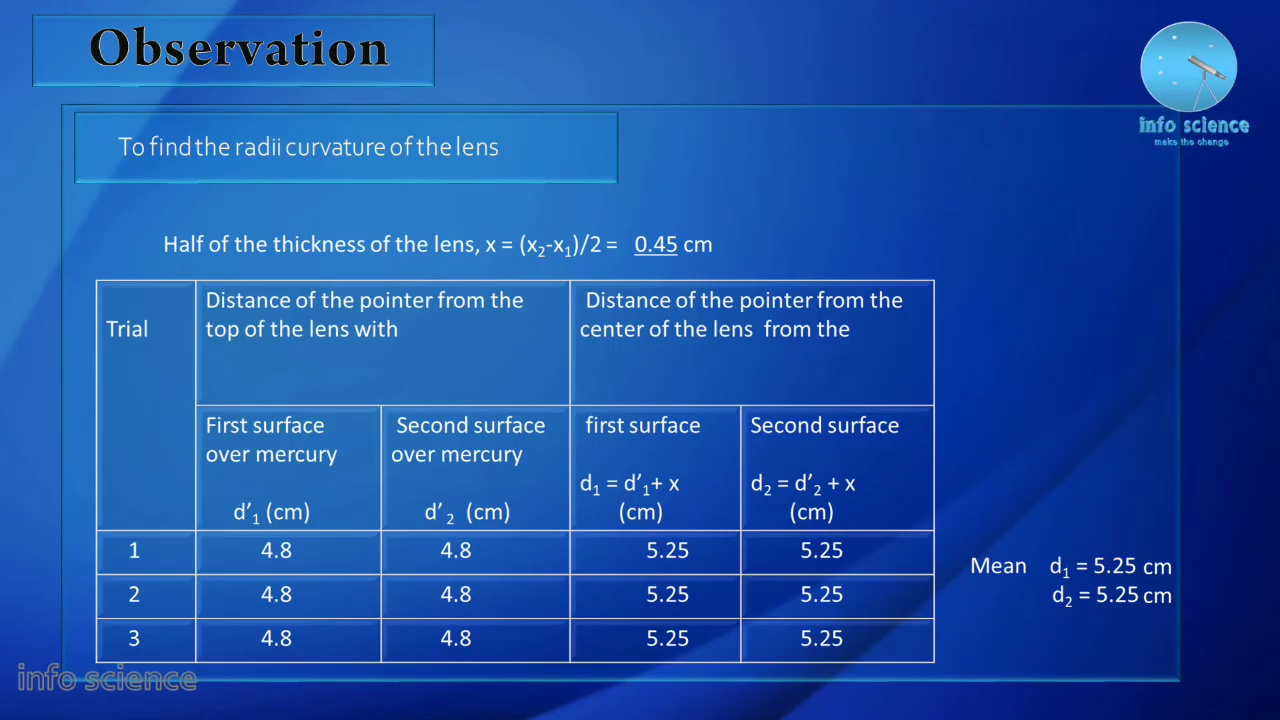 Observation
info science
make the change
To find the radii curvature of the lens
Half of the thickness of the lens, x = (x₂-x₁)/2 = 0.45 cm
Trial
Distance of the pointer from the
top of the lens with
Distance of the pointer from the
center of the lens from the
First surface
over mercury
d’₁ (cm)
Second surface
over mercury
d’ ₂ (cm)
first surface
d₁ = d’₁+ x
(cm)
Second surface
d₂ = d’₂ + x
(cm)
1 4.8 4.8 5.25 5.25
2 4.8 4.8 5.25 5.25
3 4.8 4.8 5.25 5.25
Mean d₁ = 5.25 cm
d₂ = 5.25 cm
info science